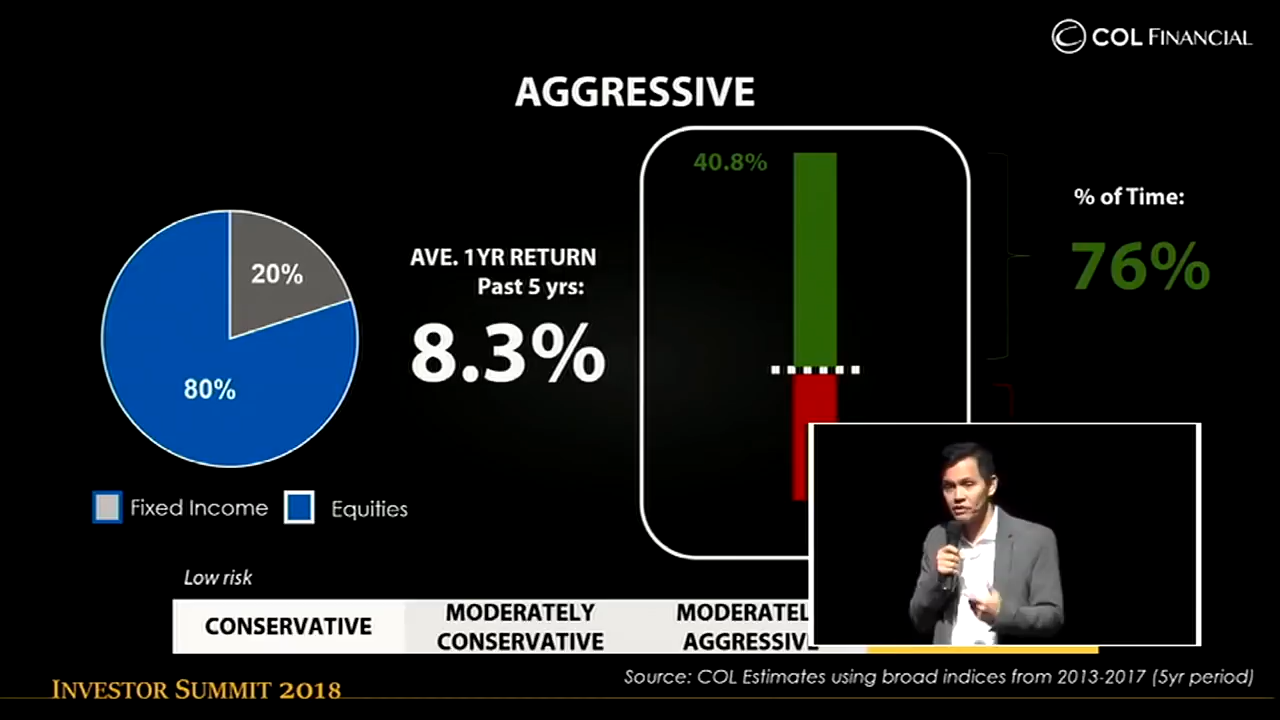 COL FINANCIAL
AGGRESSIVE
40.8%
% of Time:
76%
AVE. 1YR RETURN
Past 5 yrs:
8.3%
20%
80%
Fixed Income
Equities
Low risk
CONSERVATIVE
MODERATELY
CONSERVATIVE
AGGRESSIVE
Source: COL Estimates using broad indices from 2013-2017 (5yr period)
INVESTOR SUMMIT 2018